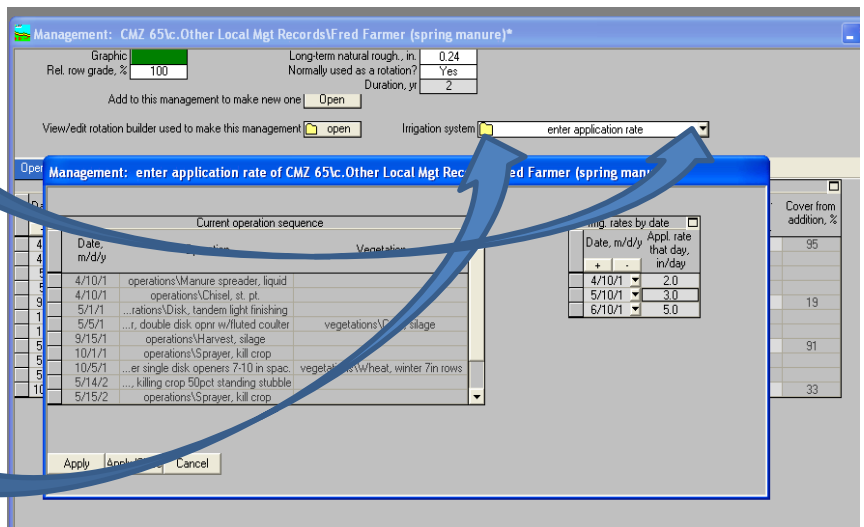 Management: CMZ 65\c.Other Local Mgt Records\Fred Farmer (spring manure)*
Graphic
Long-term natural rough., in. 0.24
Rel. row grade, % 100
Normally used as a rotation? Yes
Duration, yr 2
Add to this management to make new one Open
View/edit rotation builder used to make this management open
Irrigation system enter application rate
Management: enter application rate of CMZ 65\c.Other Local Mgt Farmer (spring
Current operation sequence
rates by date
Cover from addition, %
Date, m/d/y
Date, m/d/y
Appl. rate that day, in/day
+ -
4/10/1 operations\Manure spreader, liquid
4/10/1 operations\Chisel, st. pt.
5/1/1 ...rations\Disk, tandem light finishing
5/5/1 ...r, double disk opnr w/fluted coulter silage
9/15/1 operations\Harvest, silage
10/1/1 operations\Sprayer, kill crop
10/5/1 ...er single disk openers 7-10 in spac. winter 7in rows
5/14/2 ..., killing crop 50pct standing stubble
5/15/2 operations\Sprayer, kill crop
4/10/1 2.0
5/10/1 3.0
6/10/1 5.0
95
19
91
33
Apply
Cancel